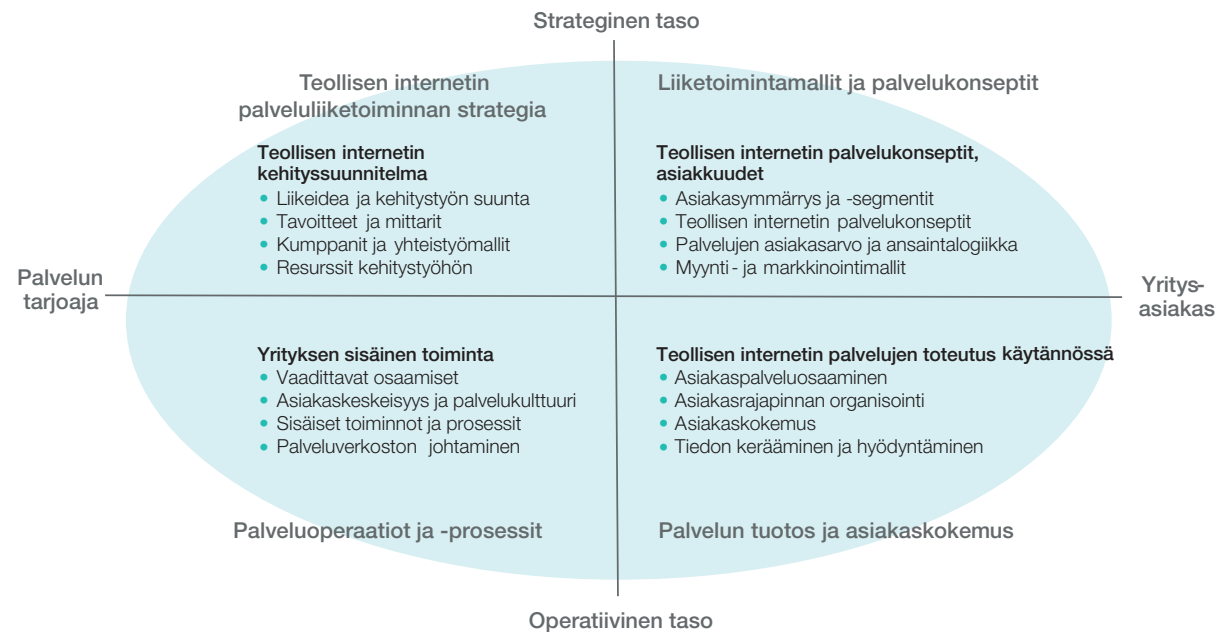 Strateginen taso
Teollisen internetin
palveluliiketoiminnan strategia
Liiketoimintamallit ja palvelukonseptit
Teollisen internetin
kehityssuunnitelma
• Liikeidea ja kehitystyön suunta
• Tavoitteet ja mittarit
• Kumppanit ja yhteistyömallit
• Resurssit kehitystyöhön
Teollisen internetin palvelukonseptit,
asiakkuudet
• Asiakasymmärrys ja -segmentit
• Teollisen internetin palvelukonseptit
• Palvelujen asiakasarvo ja ansaintalogiikka
• Myynti- ja markkinointimallit
Palvelun
tarjoaja
Yritys-
asiakas
Yrityksen sisäinen toiminta
• Vaadittavat osaamiset
• Asiakaskeskeisyys ja palvelukulttuuri
• Sisäiset toiminnot ja prosessit
• Palveluverkoston johtaminen
Teollisen internetin palvelujen toteutus käytännössä
• Asiakaspalveluosaaminen
• Asiakasrajapinnan organisointi
• Asiakaskokemus
• Tiedon kerääminen ja hyödyntäminen
Palveluoperaatiot ja -prosessit
Palvelun tuotos ja asiakaskokemus
Operatiivinen taso